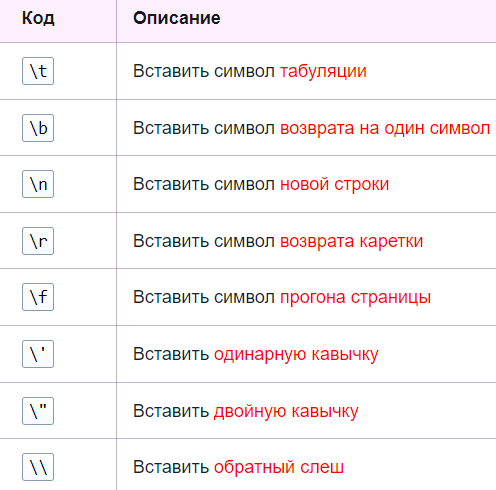 Код Описание
\t Вставить символ табуляции
\b Вставить символ возврата на один символ
\n Вставить символ новой строки
\r Вставить символ возврата каретки
\f Вставить символ прогона страницы
\' Вставить одинарную кавычку
\" Вставить двойную кавычку
\\ Вставить обратный слеш